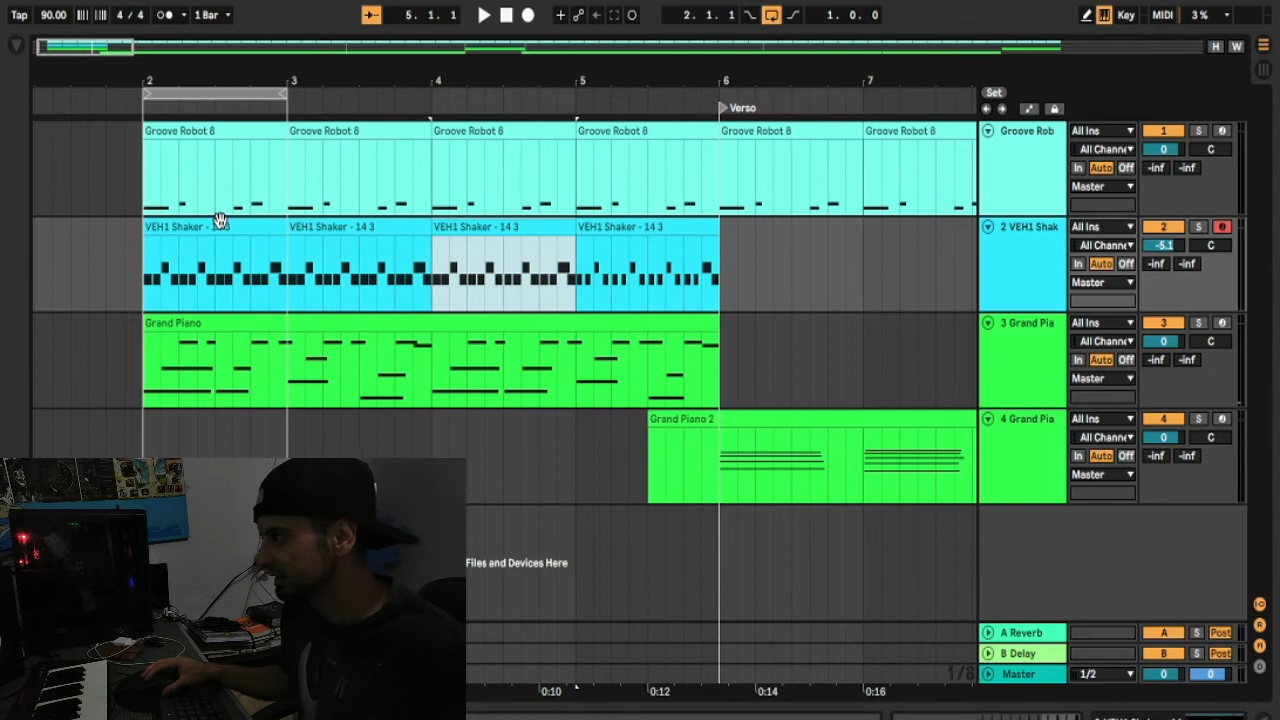 Tap 90.00 4 / 4 1 Bar 5. 1. 1 2. 1. 1 1. 0. 0 Key MIDI 3 %
H W
2 3 4 5 6 7
Set
Verso
Groove Robot 8 Groove Robot 8 Groove Robot 8 Groove Robot 8 Groove Robot 8 Groove Robot 8 Groove Rob All Ins 1 S
All Channe 0 C
In Auto Off -inf -inf
Master
VEH1 Shaker - VEH1 Shaker - 14 3 VEH1 Shaker - 14 3 VEH1 Shaker - 14 3 2 VEH1 Shak All Ins 2 S
All Channe -5.1 C
In Auto Off -inf -inf
Master
Grand Piano 3 Grand Pia All Ins 3 S
All Channe 0 C
In Auto Off -inf -inf
Master
Grand Piano 2 4 Grand Pia All Ins 4 S
All Channe 0 C
In Auto Off -inf -inf
Master
Files and Devices Here
A Reverb A S Post
B Delay B S Post
1/8 Master 1/2 0 0
0:10 0:12 0:14 0:16